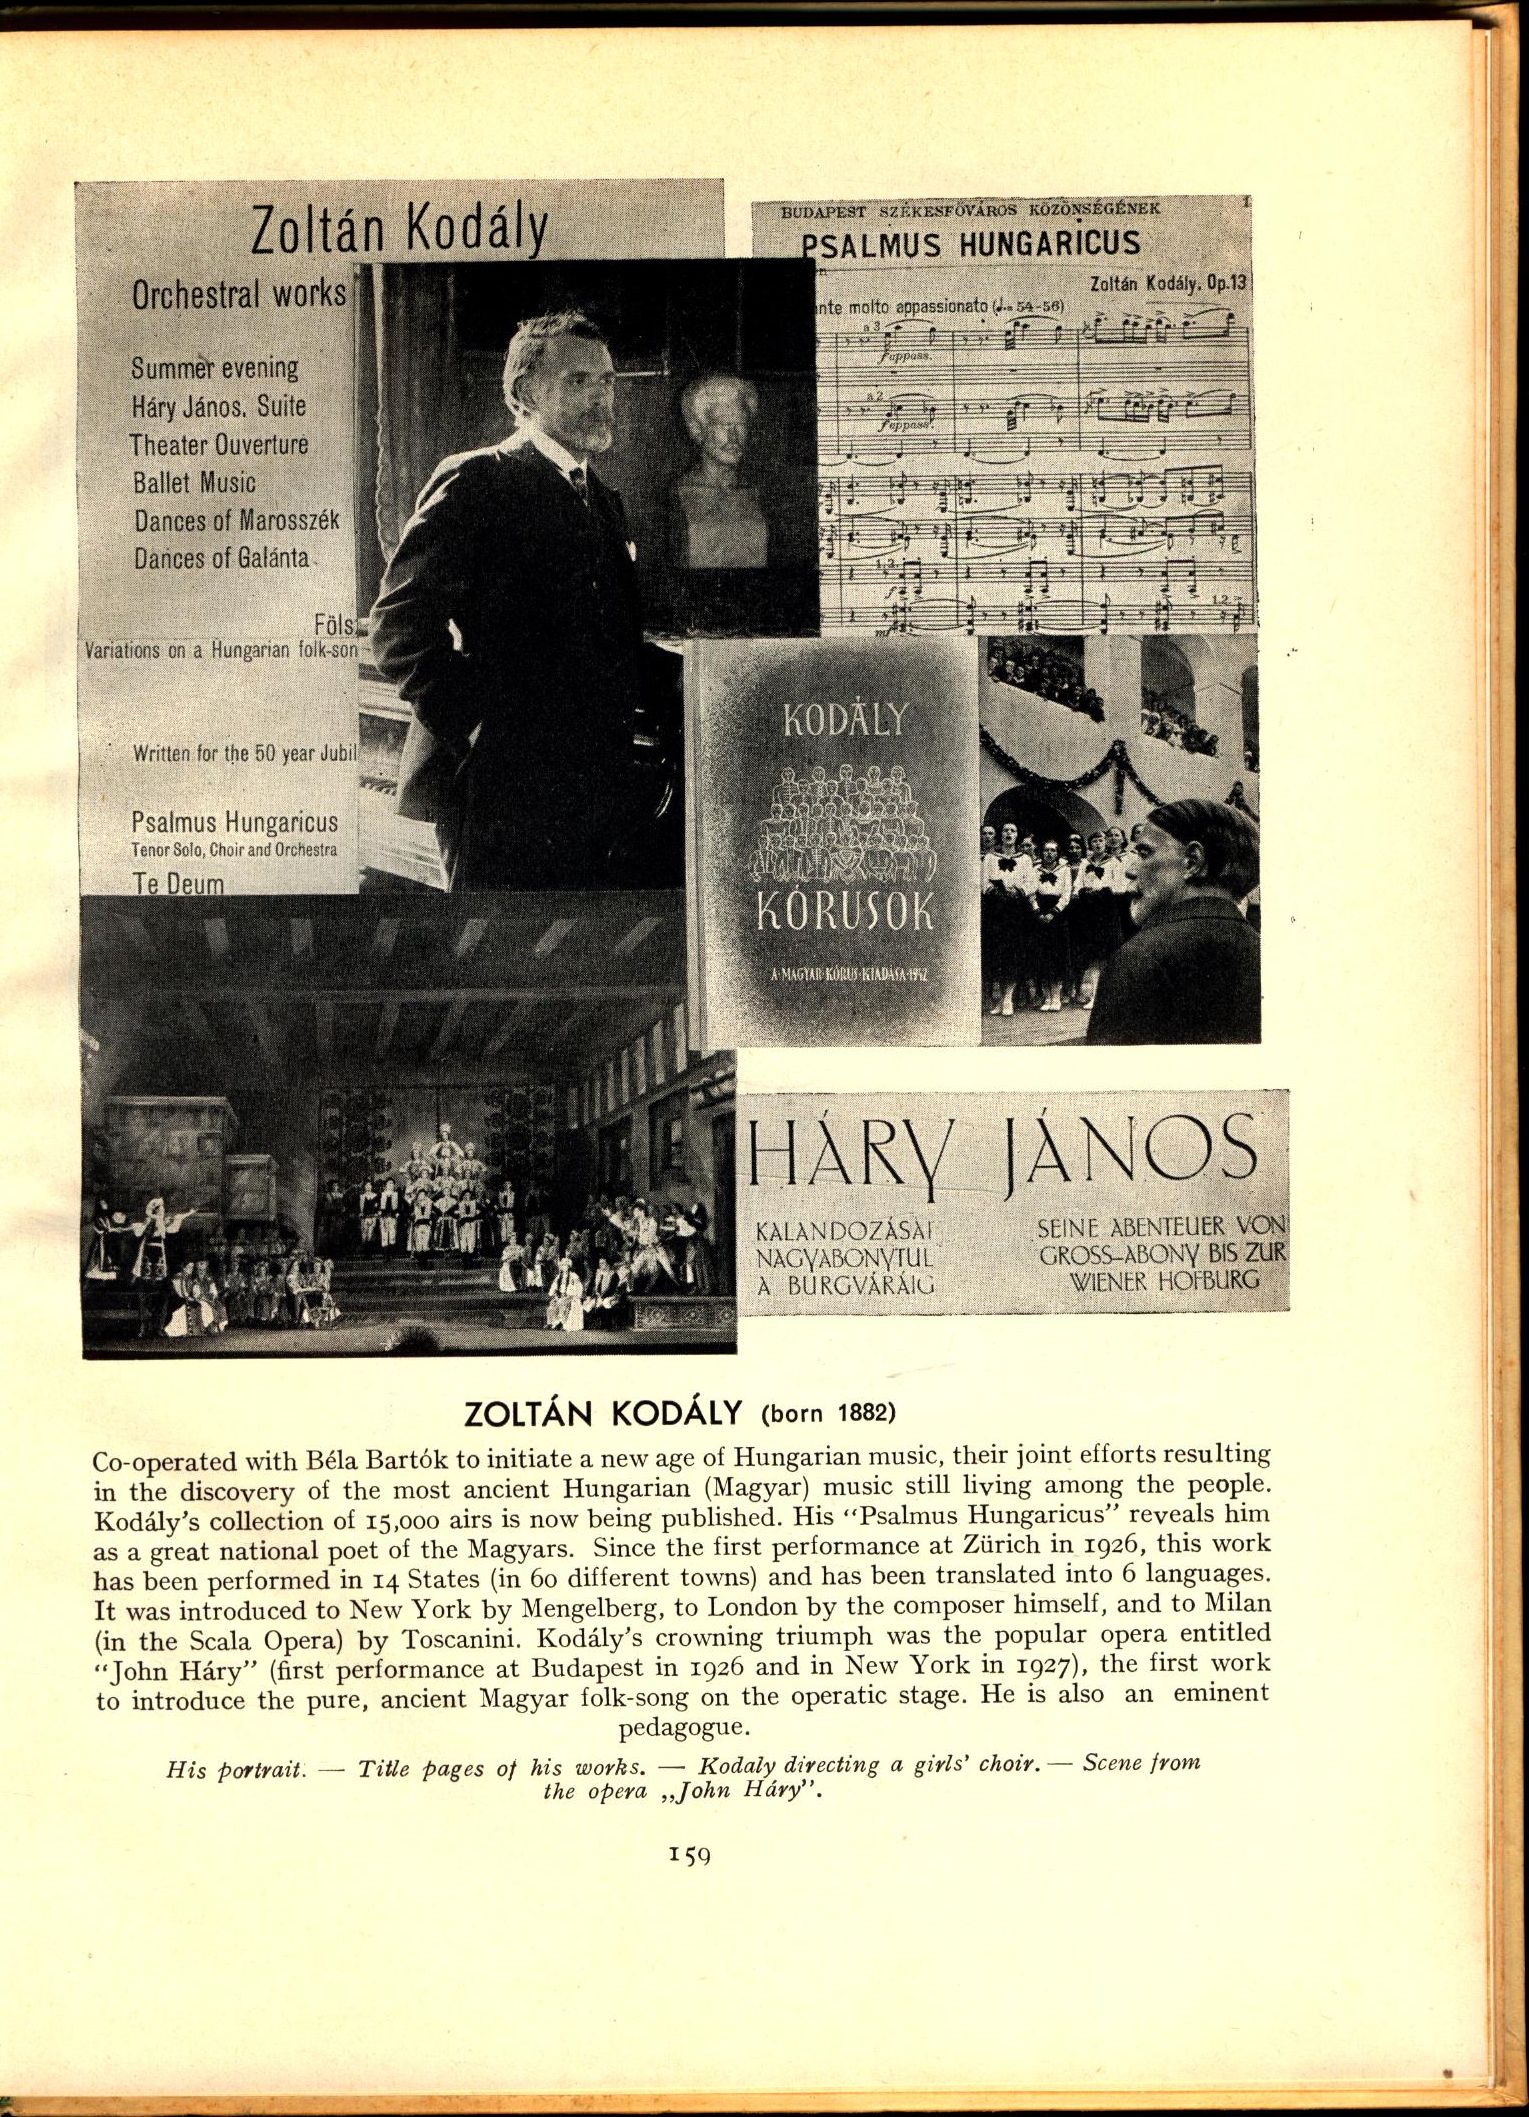 Zoltán Kodály
Orchestral works
Summer evening
Háry János. Suite
Theater Ouverture
Ballet Music
Dances of Marosszék
Dances of Galánta
Föls
Variations on a Hungarian folk-son
Written for the 50 year Jubil
Psalmus Hungaricus
Tenor Solo, Choir and Orchestra
Te Deum
BUDAPEST SZÉKESFŐVÁROS KÖZÖNSÉGÉNEK
1
PSALMUS HUNGARICUS
Zoltán Kodály. Op.13
nte molto appassionato (♩.= 54-56)
a 3
f appass.
a 2
f appass.
1.2.
mf
KODÁLY
KÓRUSOK
A·MAGYAR·KÓRUS·KIADÁSA·1942
HÁRY JÁNOS
KALANDOZÁSAI
NAGYABONYTUL
A BURGVÁRÁIG
SEINE ABENTEUER VON
GROSS-ABONY BIS ZUR
WIENER HOFBURG
ZOLTÁN KODÁLY (born 1882)
Co-operated with Béla Bartók to initiate a new age of Hungarian music, their joint efforts resulting
in the discovery of the most ancient Hungarian (Magyar) music still living among the people.
Kodály's collection of 15,000 airs is now being published. His "Psalmus Hungaricus" reveals him
as a great national poet of the Magyars. Since the first performance at Zürich in 1926, this work
has been performed in 14 States (in 60 different towns) and has been translated into 6 languages.
It was introduced to New York by Mengelberg, to London by the composer himself, and to Milan
(in the Scala Opera) by Toscanini. Kodály's crowning triumph was the popular opera entitled
"John Háry" (first performance at Budapest in 1926 and in New York in 1927), the first work
to introduce the pure, ancient Magyar folk-song on the operatic stage. He is also an eminent
pedagogue.
His portrait. — Title pages of his works. — Kodaly directing a girls' choir. — Scene from
the opera „John Háry".
159